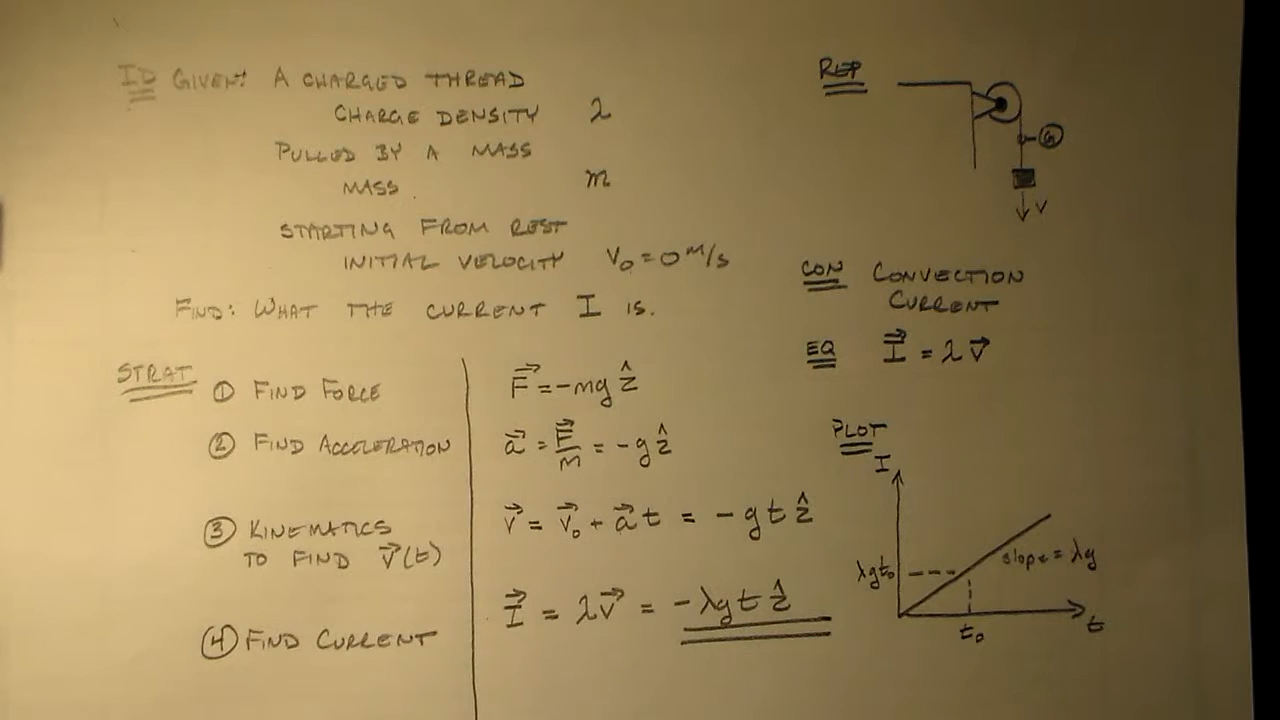 ID GIVEN: A CHARGED THREAD
CHARGE DENSITY λ
PULLED BY A MASS
MASS m
STARTING FROM REST
INITIAL VELOCITY V₀ = 0 m/s
FIND: WHAT THE CURRENT I IS.
REP
G
V
CON CONVECTION
CURRENT
EQ I⃗ = λv⃗
STRAT
① FIND FORCE
F⃗ = -mg ẑ
② FIND ACCELERATION
a⃗ = F⃗/m = -g ẑ
③ KINEMATICS
TO FIND v⃗(t)
v⃗ = v⃗₀ + a⃗ t = -g t ẑ
④ FIND CURRENT
I⃗ = λv⃗ = -λg t ẑ
PLOT
I
λgt₀
slope = λg
t₀
t